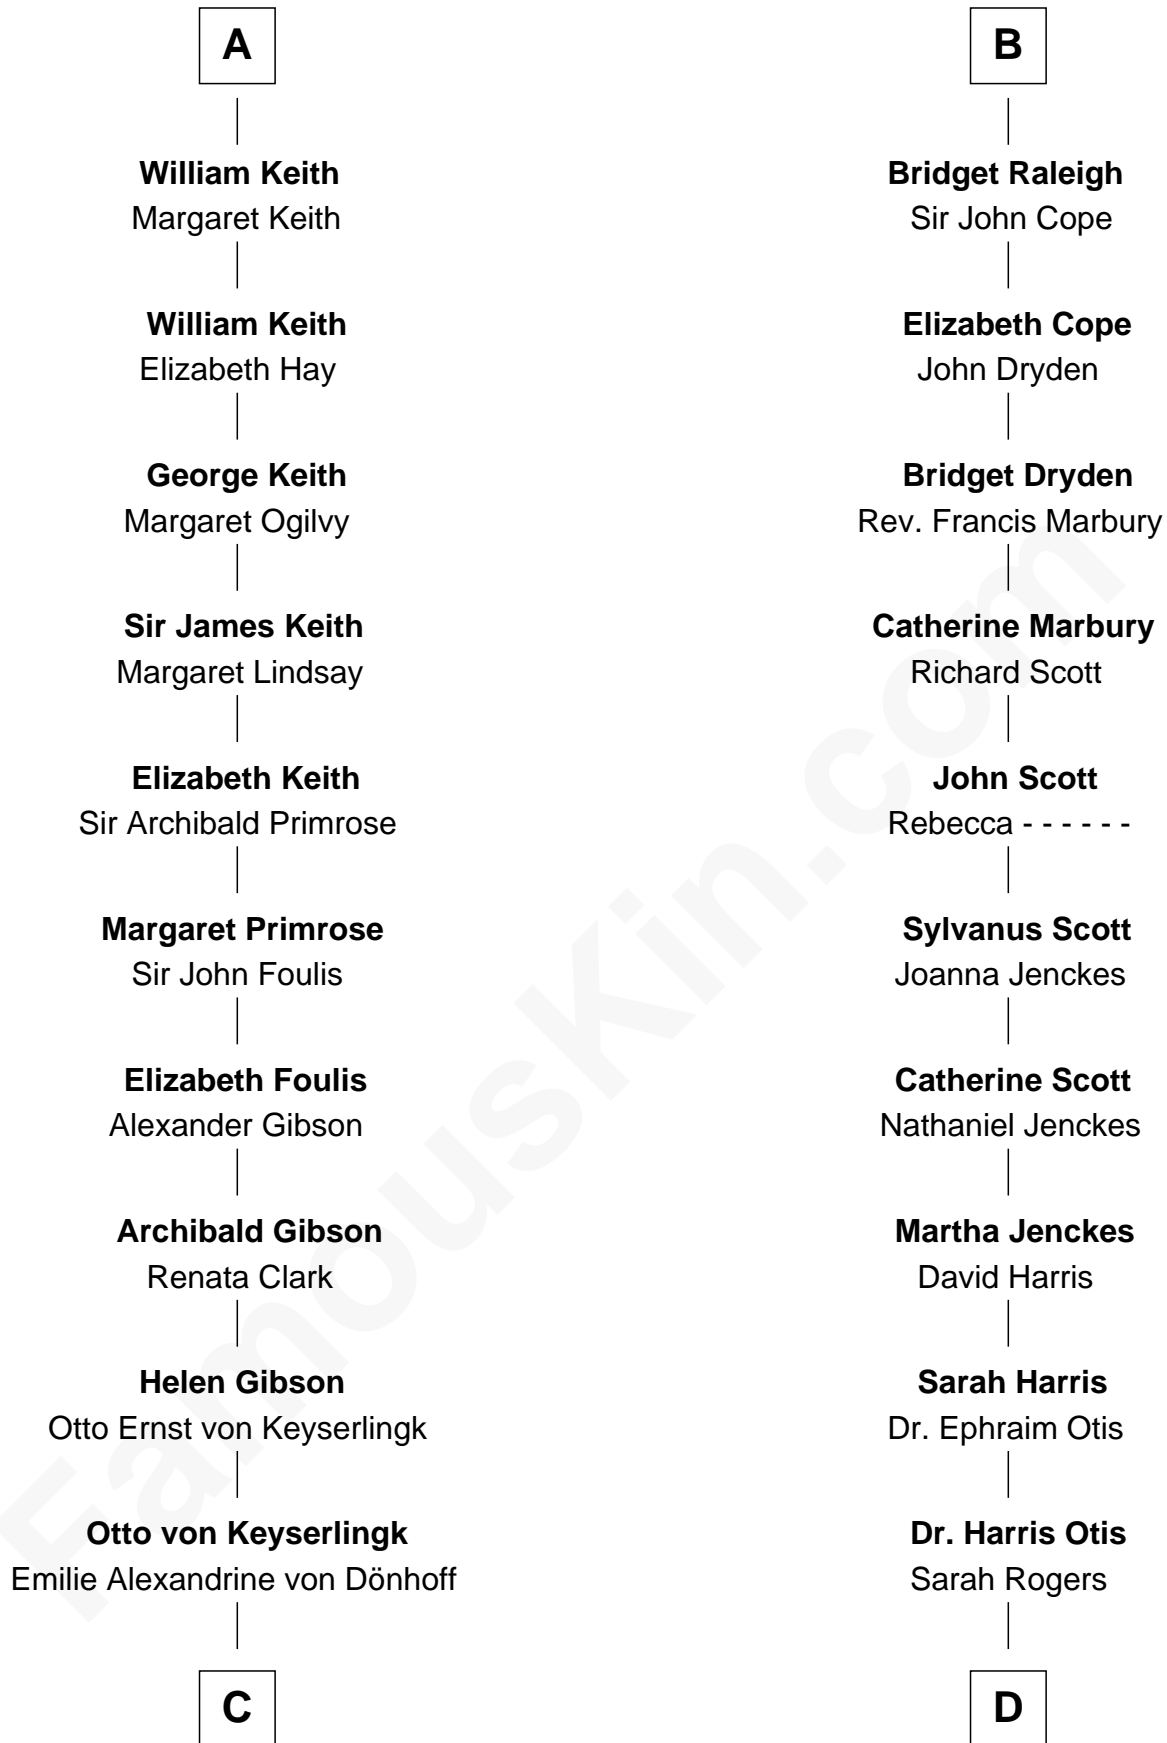 A
William Keith
Margaret Keith
William Keith
Elizabeth Hay
George Keith
Margaret Ogilvy
Sir James Keith
Margaret Lindsay
Elizabeth Keith
Sir Archibald Primrose
Margaret Primrose
Sir John Foulis
Elizabeth Foulis
Alexander Gibson
Archibald Gibson
Renata Clark
Helen Gibson
Otto Ernst von Keyserlingk
Otto von Keyserlingk
Emilie Alexandrine von Dönhoff
C
B
Bridget Raleigh
Sir John Cope
Elizabeth Cope
John Dryden
Bridget Dryden
Rev. Francis Marbury
Catherine Marbury
Richard Scott
John Scott
Rebecca - - - - - -
Sylvanus Scott
Joanna Jenckes
Catherine Scott
Nathaniel Jenckes
Martha Jenckes
David Harris
Sarah Harris
Dr. Ephraim Otis
Dr. Harris Otis
Sarah Rogers
D
FamousKin.com